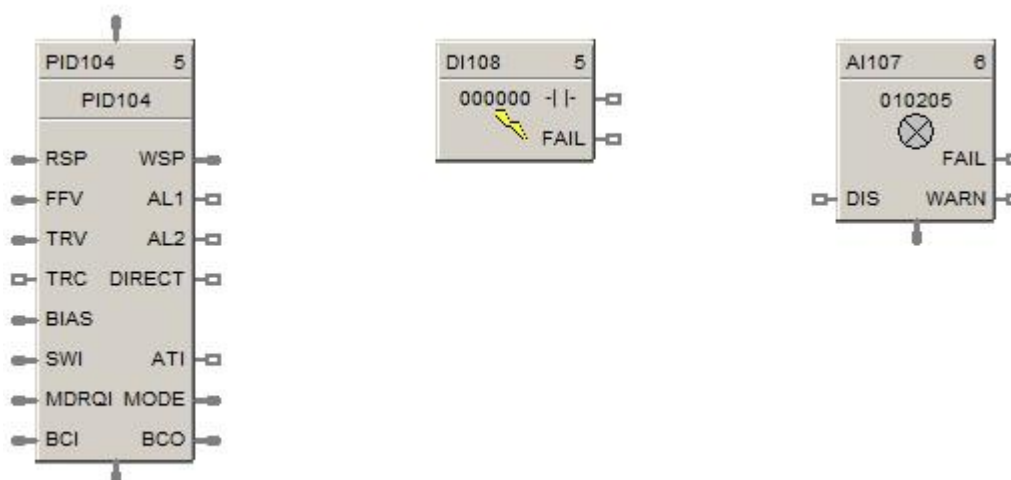 PID104 5
PID104
RSP WSP
FFV AL1
TRV AL2
TRC DIRECT
BIAS
SWI ATI
MDRQI MODE
BCI BCO
DI108 5
000000 -| |-
FAIL
AI107 6
010205
FAIL
DIS WARN